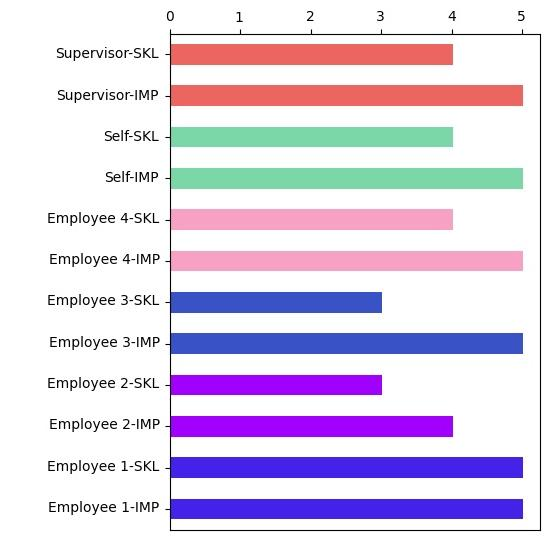 0 1 2 3 4 5
Supervisor-SKL
Supervisor-IMP
Self-SKL
Self-IMP
Employee 4-SKL
Employee 4-IMP
Employee 3-SKL
Employee 3-IMP
Employee 2-SKL
Employee 2-IMP
Employee 1-SKL
Employee 1-IMP